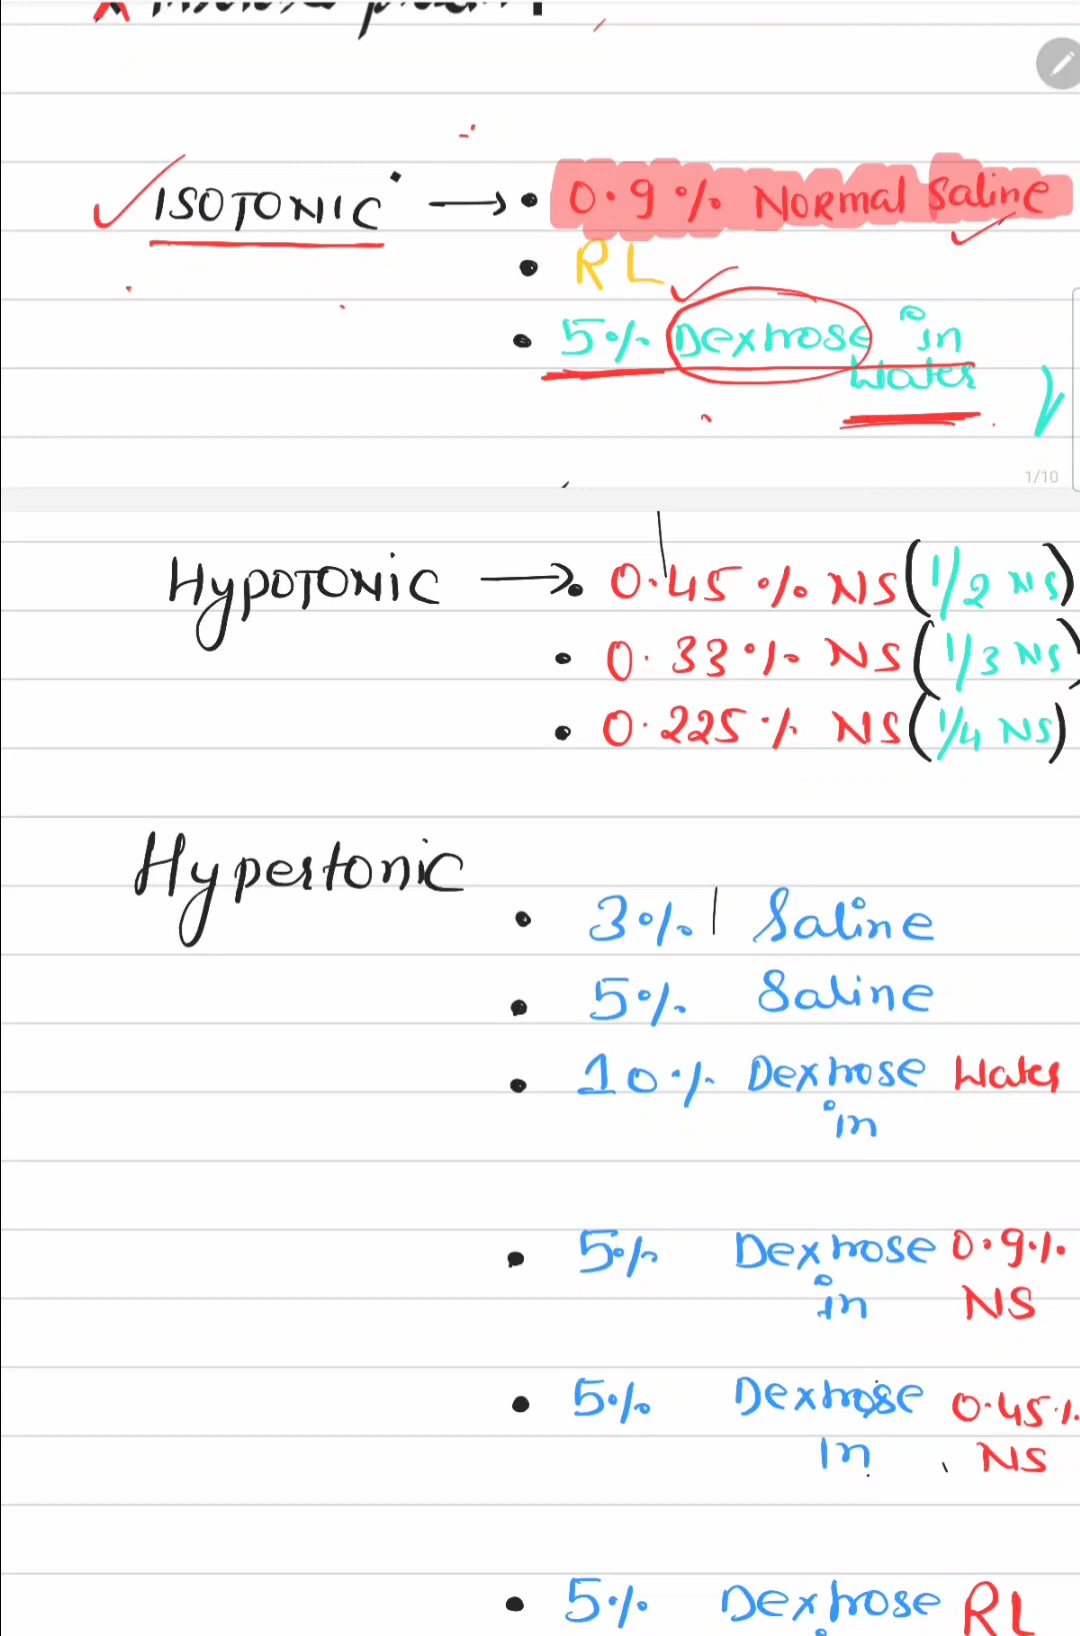 ISOTONIC → • 0.9% Normal Saline
• RL
• 5% Dextrose in
Water
1/10
HYPOTONIC → • 0.45% NS (1/2 NS)
• 0.33% NS (1/3 NS)
• 0.225% NS (1/4 NS)
Hypertonic
• 3% Saline
• 5% Saline
• 10% Dextrose Water
in
• 5% Dextrose 0.9%
in NS
• 5% Dextrose 0.45%
in NS
• 5% Dextrose RL